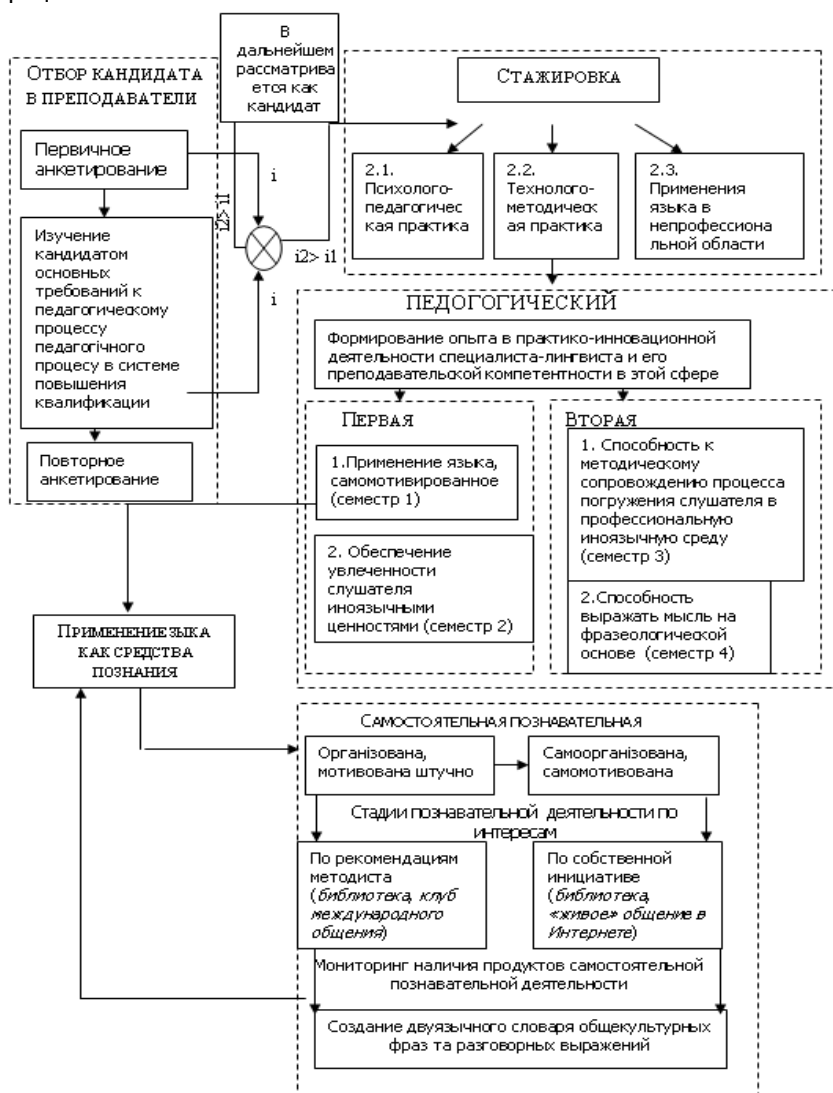 В
дальнейшем
рассматрива
ется как
кандидат
ОТБОР КАНДИДАТА
В ПРЕПОДАВАТЕЛИ
Первичное
анкетирование
Изучение
кандидатом
основных
требований к
педагогическому
процессу
педагогічного
процесу в системе
повышения
квалификации
Повторное
анкетирование
i
i2> i1
i2> i1
i
СТАЖИРОВКА
2.1.
Психолого-
педагогичес
кая практика
2.2.
Технолого-
методическ
ая практика
2.3.
Применения
языка в
непрофессиона
льной области
ПЕДОГОГИЧЕСКИЙ
Формирование опыта в практико-инновационной
деятельности специалиста-лингвиста и его
преподавательской компетентности в этой сфере
ПЕРВАЯ
1.Применение языка,
самомотивированное
(семестр 1)
2. Обеспечение
увлеченности
слушателя
иноязычными
ценностями (семестр 2)
ВТОРАЯ
1. Способность к
методическому
сопровождению процесса
погружения слушателя в
профессиональную
иноязычную среду
(семестр 3)
2.Способность
выражать мысль на
фразеологической
основе (семестр 4)
ПРИМЕНЕНИЕ ЗЫКА
КАК СРЕДСТВА
ПОЗНАНИЯ
САМОСТОЯТЕЛЬНАЯ ПОЗНАВАТЕЛЬНАЯ
Організована,
мотивована штучно
Самоорганізована,
самомотивована
Стадии познавательной деятельности по
интересам
По рекомендациям
методиста
(библиотека, клуб
международного
общения)
По собственной
инициативе
(библиотека,
«живое» общение в
Интернете)
Мониторинг наличия продуктов самостоятельной
познавательной деятельности
Создание двуязычного словаря общекультурных
фраз та разговорных выражений